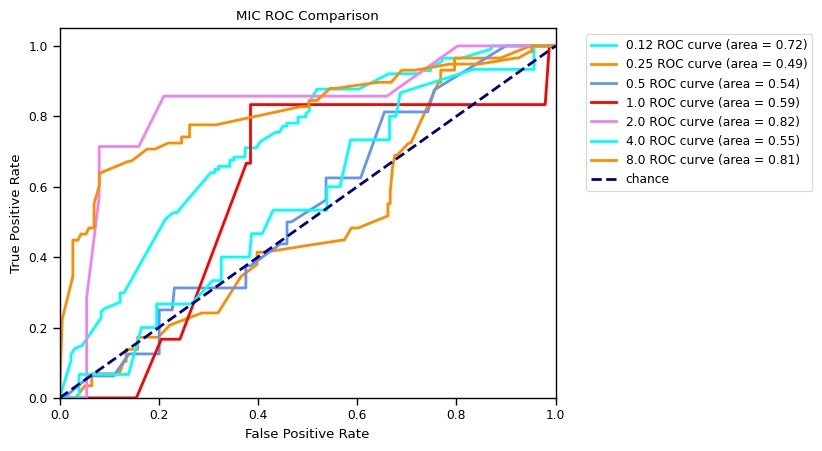 MIC ROC Comparison
True Positive Rate
1.0
0.8
0.6
0.4
0.2
0.0
0.0 0.2 0.4 0.6 0.8 1.0
False Positive Rate
0.12 ROC curve (area = 0.72)
0.25 ROC curve (area = 0.49)
0.5 ROC curve (area = 0.54)
1.0 ROC curve (area = 0.59)
2.0 ROC curve (area = 0.82)
4.0 ROC curve (area = 0.55)
8.0 ROC curve (area = 0.81)
chance